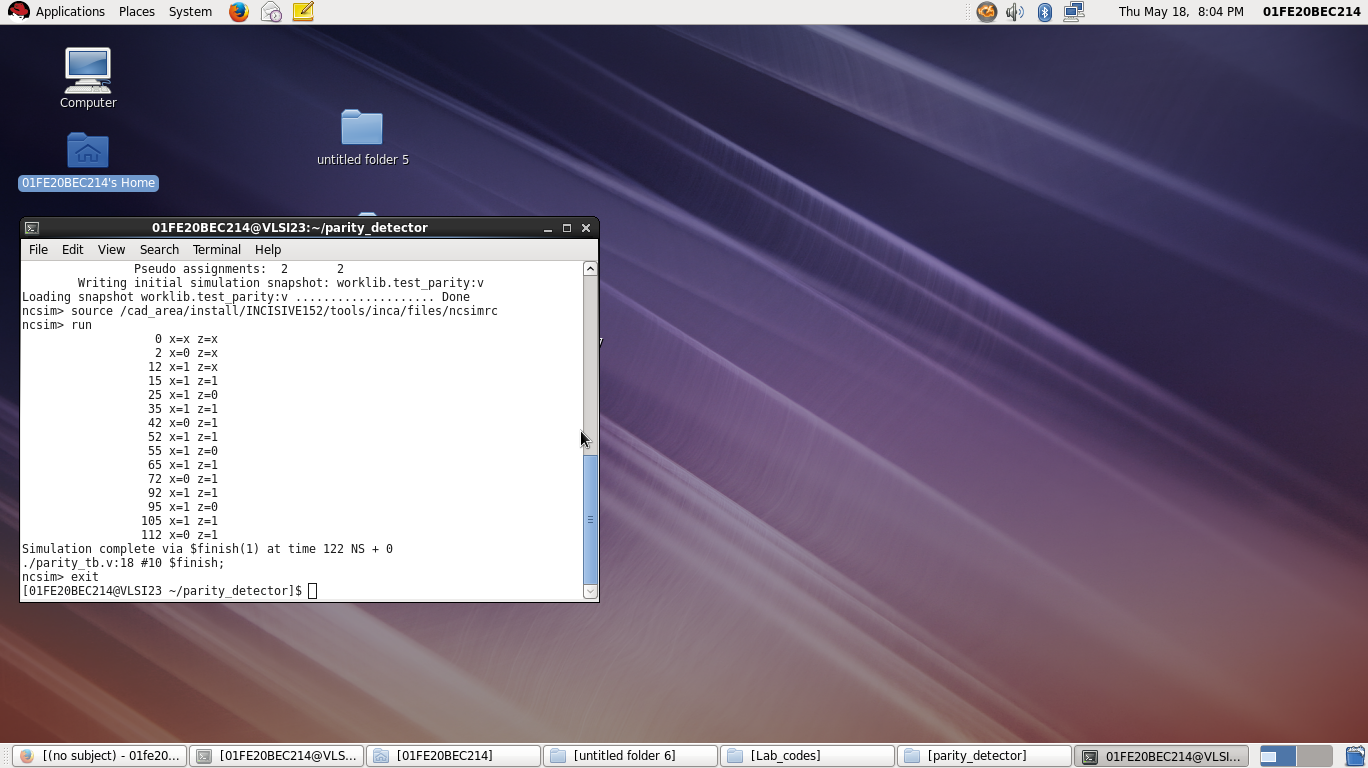 Applications Places System Thu May 18, 8:04 PM 01FE20BEC214
Computer
untitled folder 5
01FE20BEC214's Home
01FE20BEC214@VLSI23:~/parity_detector
File Edit View Search Terminal Help
Pseudo assignments: 2 2
Writing initial simulation snapshot: worklib.test_parity:v
Loading snapshot worklib.test_parity:v .................... Done
ncsim> source /cad_area/install/INCISIVE152/tools/inca/files/ncsimrc
ncsim> run
0 x=x z=x
2 x=0 z=x
12 x=1 z=x
15 x=1 z=1
25 x=1 z=0
35 x=1 z=1
42 x=0 z=1
52 x=1 z=1
55 x=1 z=0
65 x=1 z=1
72 x=0 z=1
92 x=1 z=1
95 x=1 z=0
105 x=1 z=1
112 x=0 z=1
Simulation complete via $finish(1) at time 122 NS + 0
./parity_tb.v:18 #10 $finish;
ncsim> exit
[01FE20BEC214@VLSI23 ~/parity_detector]$
[(no subject) - 01fe20... [01FE20BEC214@VLS... [01FE20BEC214] [untitled folder 6] [Lab_codes] [parity_detector] 01FE20BEC214@VLSI...